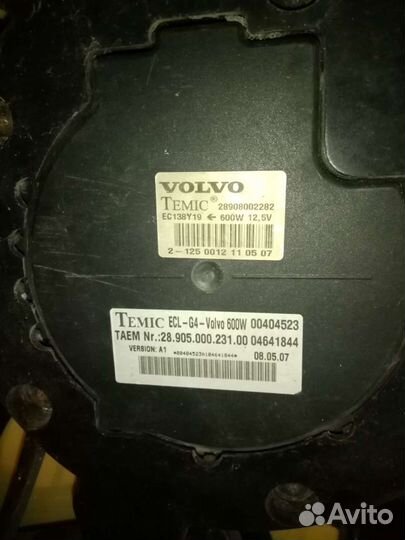 VOLVO
TEMIC® 28908002282
EC138Y19 ← 600W 12,5V
2-125 0012 11 05 07
TEMIC ECL-G4-Volvo 600W 00404523
TAEM Nr.:28.905.000.231.00 04641844
VERSION: A1 *00404523A104641844* 08.05.07
Avito